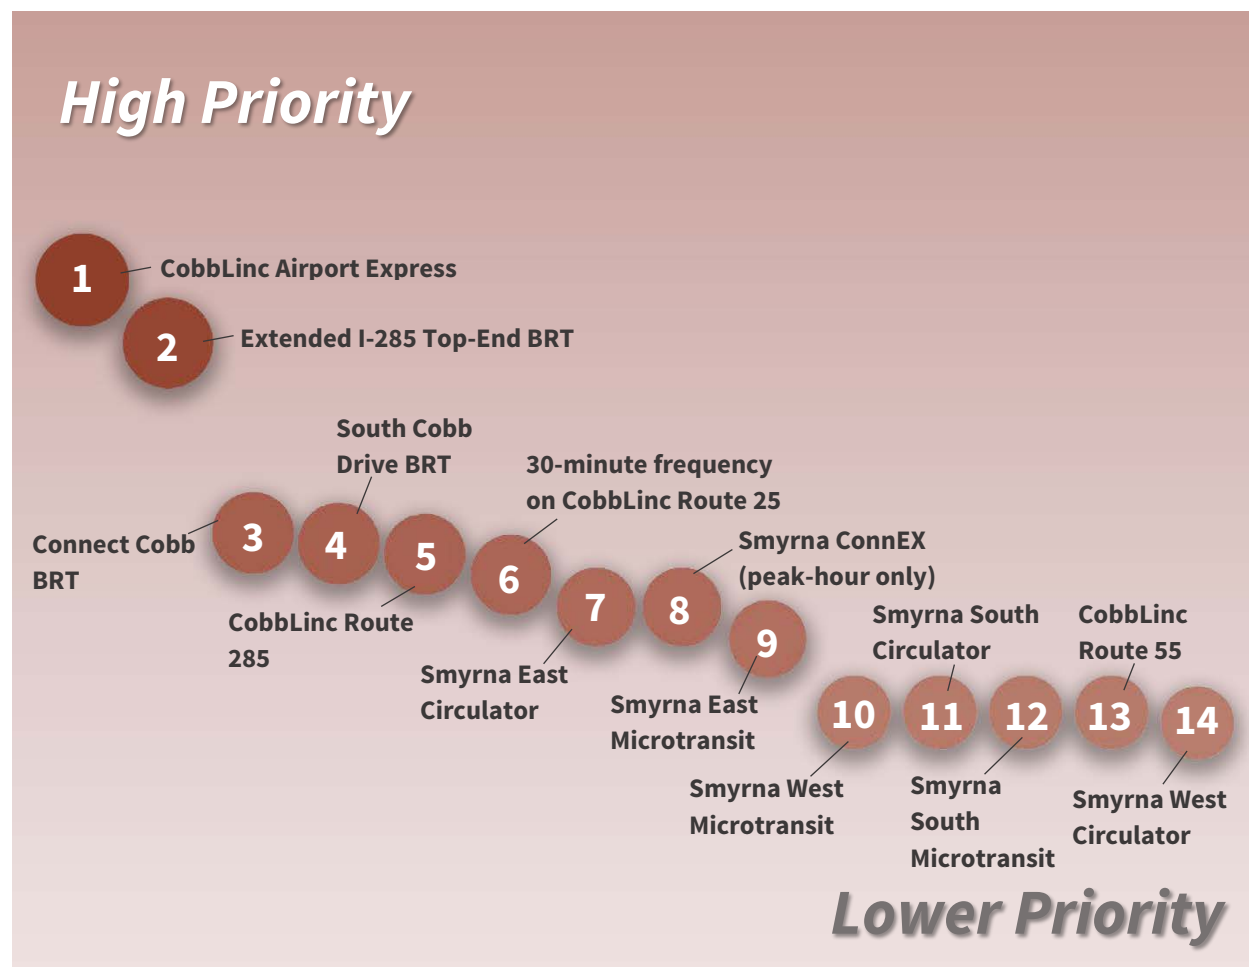 High Priority
1
CobbLinc Airport Express
2
Extended I-285 Top-End BRT
3
Connect Cobb
BRT
4
South Cobb
Drive BRT
5
CobbLinc Route
285
6
30-minute frequency
on CobbLinc Route 25
7
Smyrna East
Circulator
8
Smyrna ConnEX
(peak-hour only)
9
Smyrna East
Microtransit
10
Smyrna West
Microtransit
11
Smyrna South
Circulator
12
Smyrna
South
Microtransit
13
CobbLinc
Route 55
14
Smyrna West
Circulator
Lower Priority